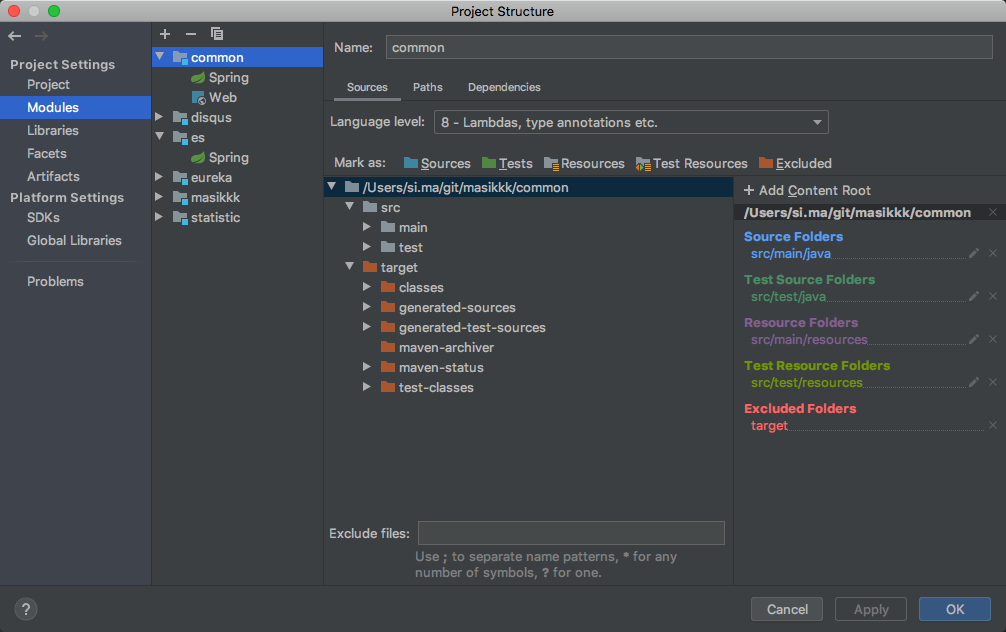 Project Structure
Project Settings
Project
Modules
Libraries
Facets
Artifacts
Platform Settings
SDKs
Global Libraries
Problems
common
Spring
Web
disqus
es
Spring
eureka
masikkk
statistic
Name: common
Sources Paths Dependencies
Language level: 8 - Lambdas, type annotations etc.
Mark as: Sources Tests Resources Test Resources Excluded
/Users/si.ma/git/masikkk/common
src
main
test
target
classes
generated-sources
generated-test-sources
maven-archiver
maven-status
test-classes
Exclude files:
Use ; to separate name patterns, * for any
number of symbols, ? for one.
+ Add Content Root
/Users/si.ma/git/masikkk/common
Source Folders
src/main/java
Test Source Folders
src/test/java
Resource Folders
src/main/resources
Test Resource Folders
src/test/resources
Excluded Folders
target
? Cancel Apply OK